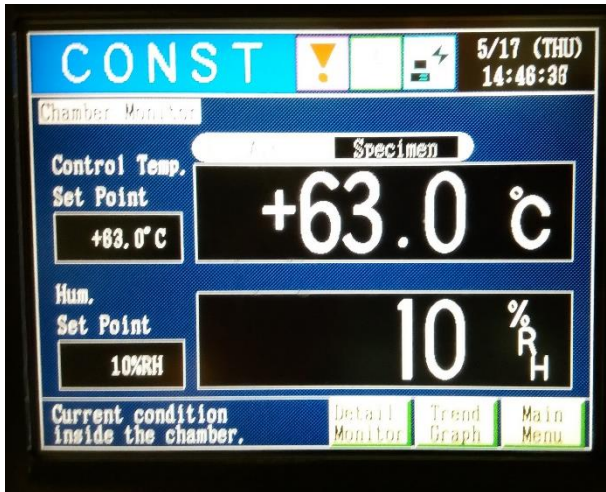 CONST
5/17 (THU)
14:46:38
Chamber Monitor
Specimen
Control Temp.
Set Point
+63.0°C
+63.0 °C
Hum.
Set Point
10%RH
10 %RH
Current condition
inside the chamber.
Detail
Monitor
Trend
Graph
Main
Menu